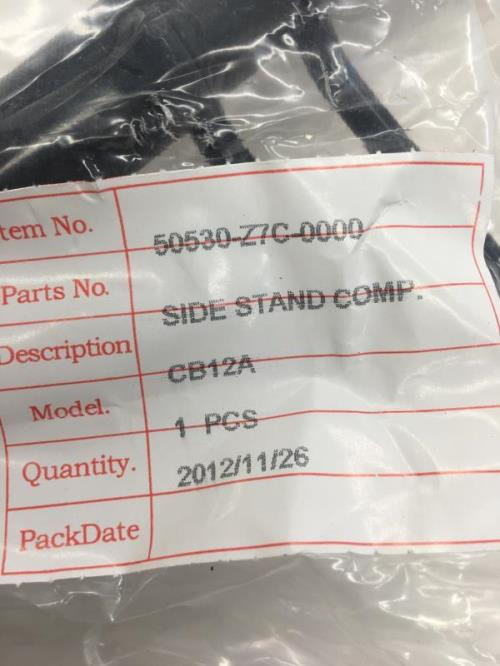 tem No.
50530-Z7C-0000
Parts No.
SIDE STAND COMP.
Description
CB12A
Model.
1 PCS
Quantity.
2012/11/26
PackDate